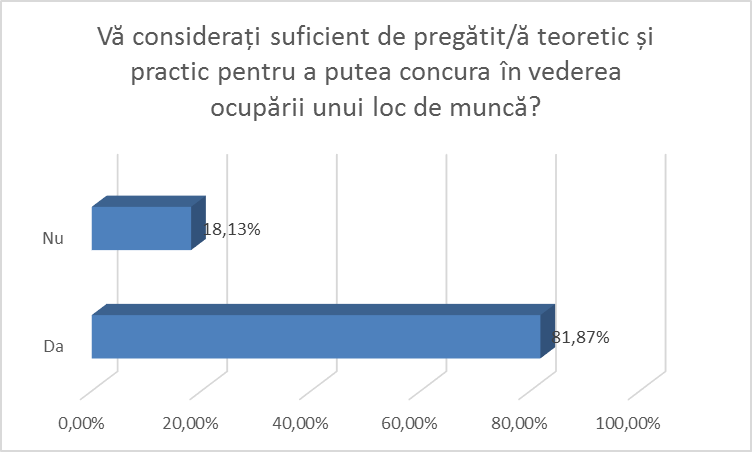 Vă considerați suficient de pregătit/ă teoretic și
practic pentru a putea concura în vederea
ocupării unui loc de muncă?
Nu
18,13%
Da
81,87%
0,00% 20,00% 40,00% 60,00% 80,00% 100,00%